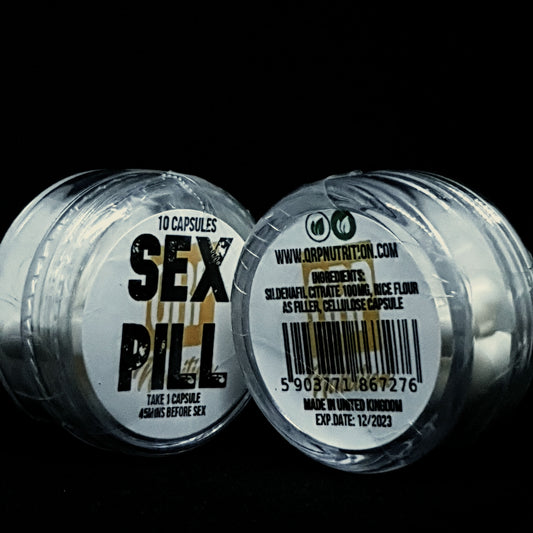 10 CAPSULES
SEX
PILL
TAKE 1 CAPSULE
45MINS BEFORE SEX
WWW.QRPNUTRITION.COM
INGREDIENTS:
SILDENAFIL CITRATE 100MG, RICE FLOUR
AS FILLER, CELLULOSE CAPSULE
5 903771 867276
MADE IN UNITED KINGDOM
EXP.DATE: 12/2023